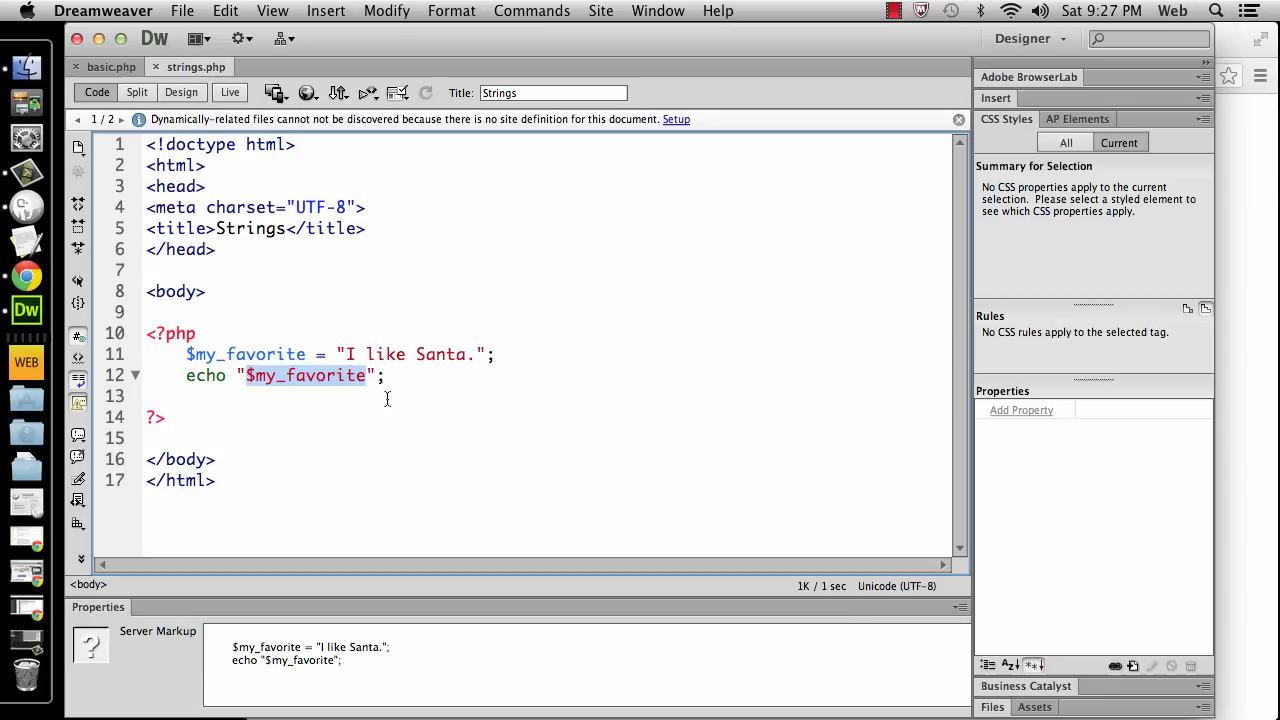 Dreamweaver File Edit View Insert Modify Format Commands Site Window Help Sat 9:27 PM Web
Dw Designer
basic.php strings.php
Code Split Design Live Title: Strings
1 / 2 Dynamically-related files cannot not be discovered because there is no site definition for this document. Setup
1 <!doctype html>
2 <html>
3 <head>
4 <meta charset="UTF-8">
5 <title>Strings</title>
6 </head>
7
8 <body>
9
10 <?php
11 $my_favorite = "I like Santa.";
12 echo "$my_favorite";
13
14 ?>
15
16 </body>
17 </html>
<body> 1K / 1 sec Unicode (UTF-8)
Properties
Server Markup
$my_favorite = "I like Santa.";
echo "$my_favorite";
Adobe BrowserLab
Insert
CSS Styles AP Elements
All Current
Summary for Selection
No CSS properties apply to the current
selection. Please select a styled element to
see which CSS properties apply.
Rules
No CSS rules apply to the selected tag.
Properties
Add Property
Business Catalyst
Files Assets
Dw
WEB